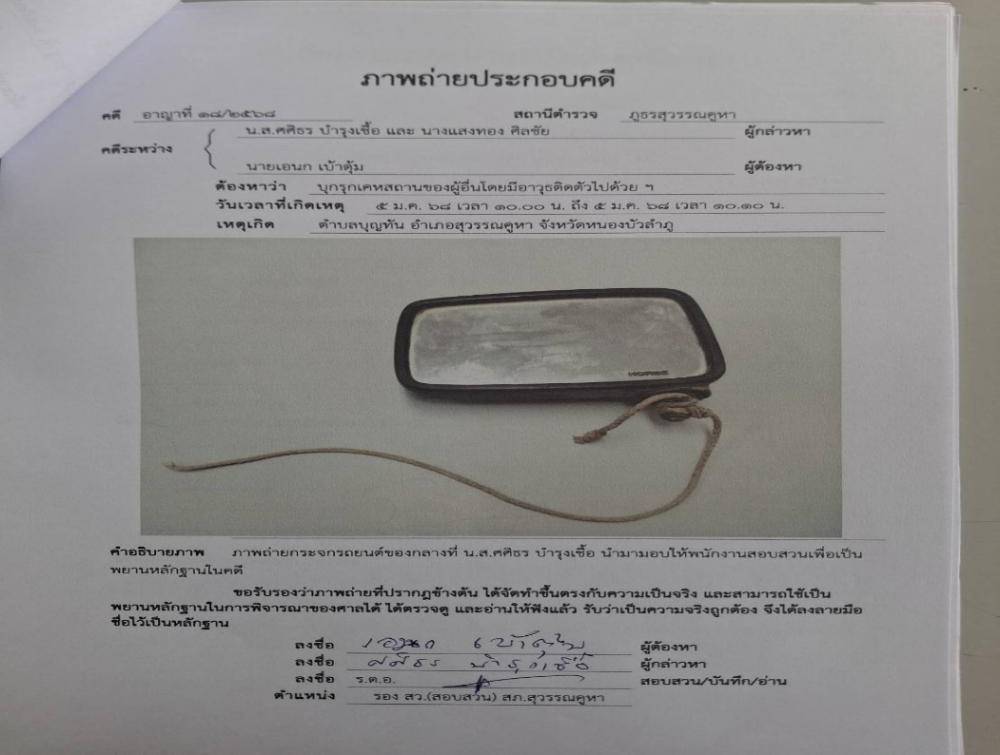 ภาพถ่ายประกอบคดี
คดี อาญาที่ ๑๘/๒๕๖๘ สถานีตำรวจ ภูธรสุวรรณคูหา
น.ส.ศศิธร บำรุงเชื้อ และ นางแสงทอง ศิลชัย ผู้กล่าวหา
คดีระหว่าง
นายเอนก เบ้าตุ้ม ผู้ต้องหา
ต้องหาว่า บุกรุกเคหสถานของผู้อื่นโดยมีอาวุธติดตัวไปด้วย ฯ
วันเวลาที่เกิดเหตุ ๕ ม.ค. ๖๘ เวลา ๑๐.๐๐ น. ถึง ๕ ม.ค. ๖๘ เวลา ๑๐.๑๐ น.
เหตุเกิด ตำบลบุญทัน อำเภอสุวรรณคูหา จังหวัดหนองบัวลำภู
คำอธิบายภาพ ภาพถ่ายกระจกรถยนต์ของกลางที่ น.ส.ศศิธร บำรุงเชื้อ นำมามอบให้พนักงานสอบสวนเพื่อเป็น
พยานหลักฐานในคดี
ขอรับรองว่าภาพถ่ายที่ปรากฏข้างต้น ได้จัดทำขึ้นตรงกับความเป็นจริง และสามารถใช้เป็น
พยานหลักฐานในการพิจารณาของศาลได้ ได้ตรวจดู และอ่านให้ฟังแล้ว รับว่าเป็นความจริงถูกต้อง จึงได้ลงลายมือ
ชื่อไว้เป็นหลักฐาน
ลงชื่อ ผู้ต้องหา
ลงชื่อ ศศิธร บำรุงเชื้อ ผู้กล่าวหา
ลงชื่อ ร.ต.อ. สอบสวน/บันทึก/อ่าน
ตำแหน่ง รอง สว.(สอบสวน) สภ.สุวรรณคูหา